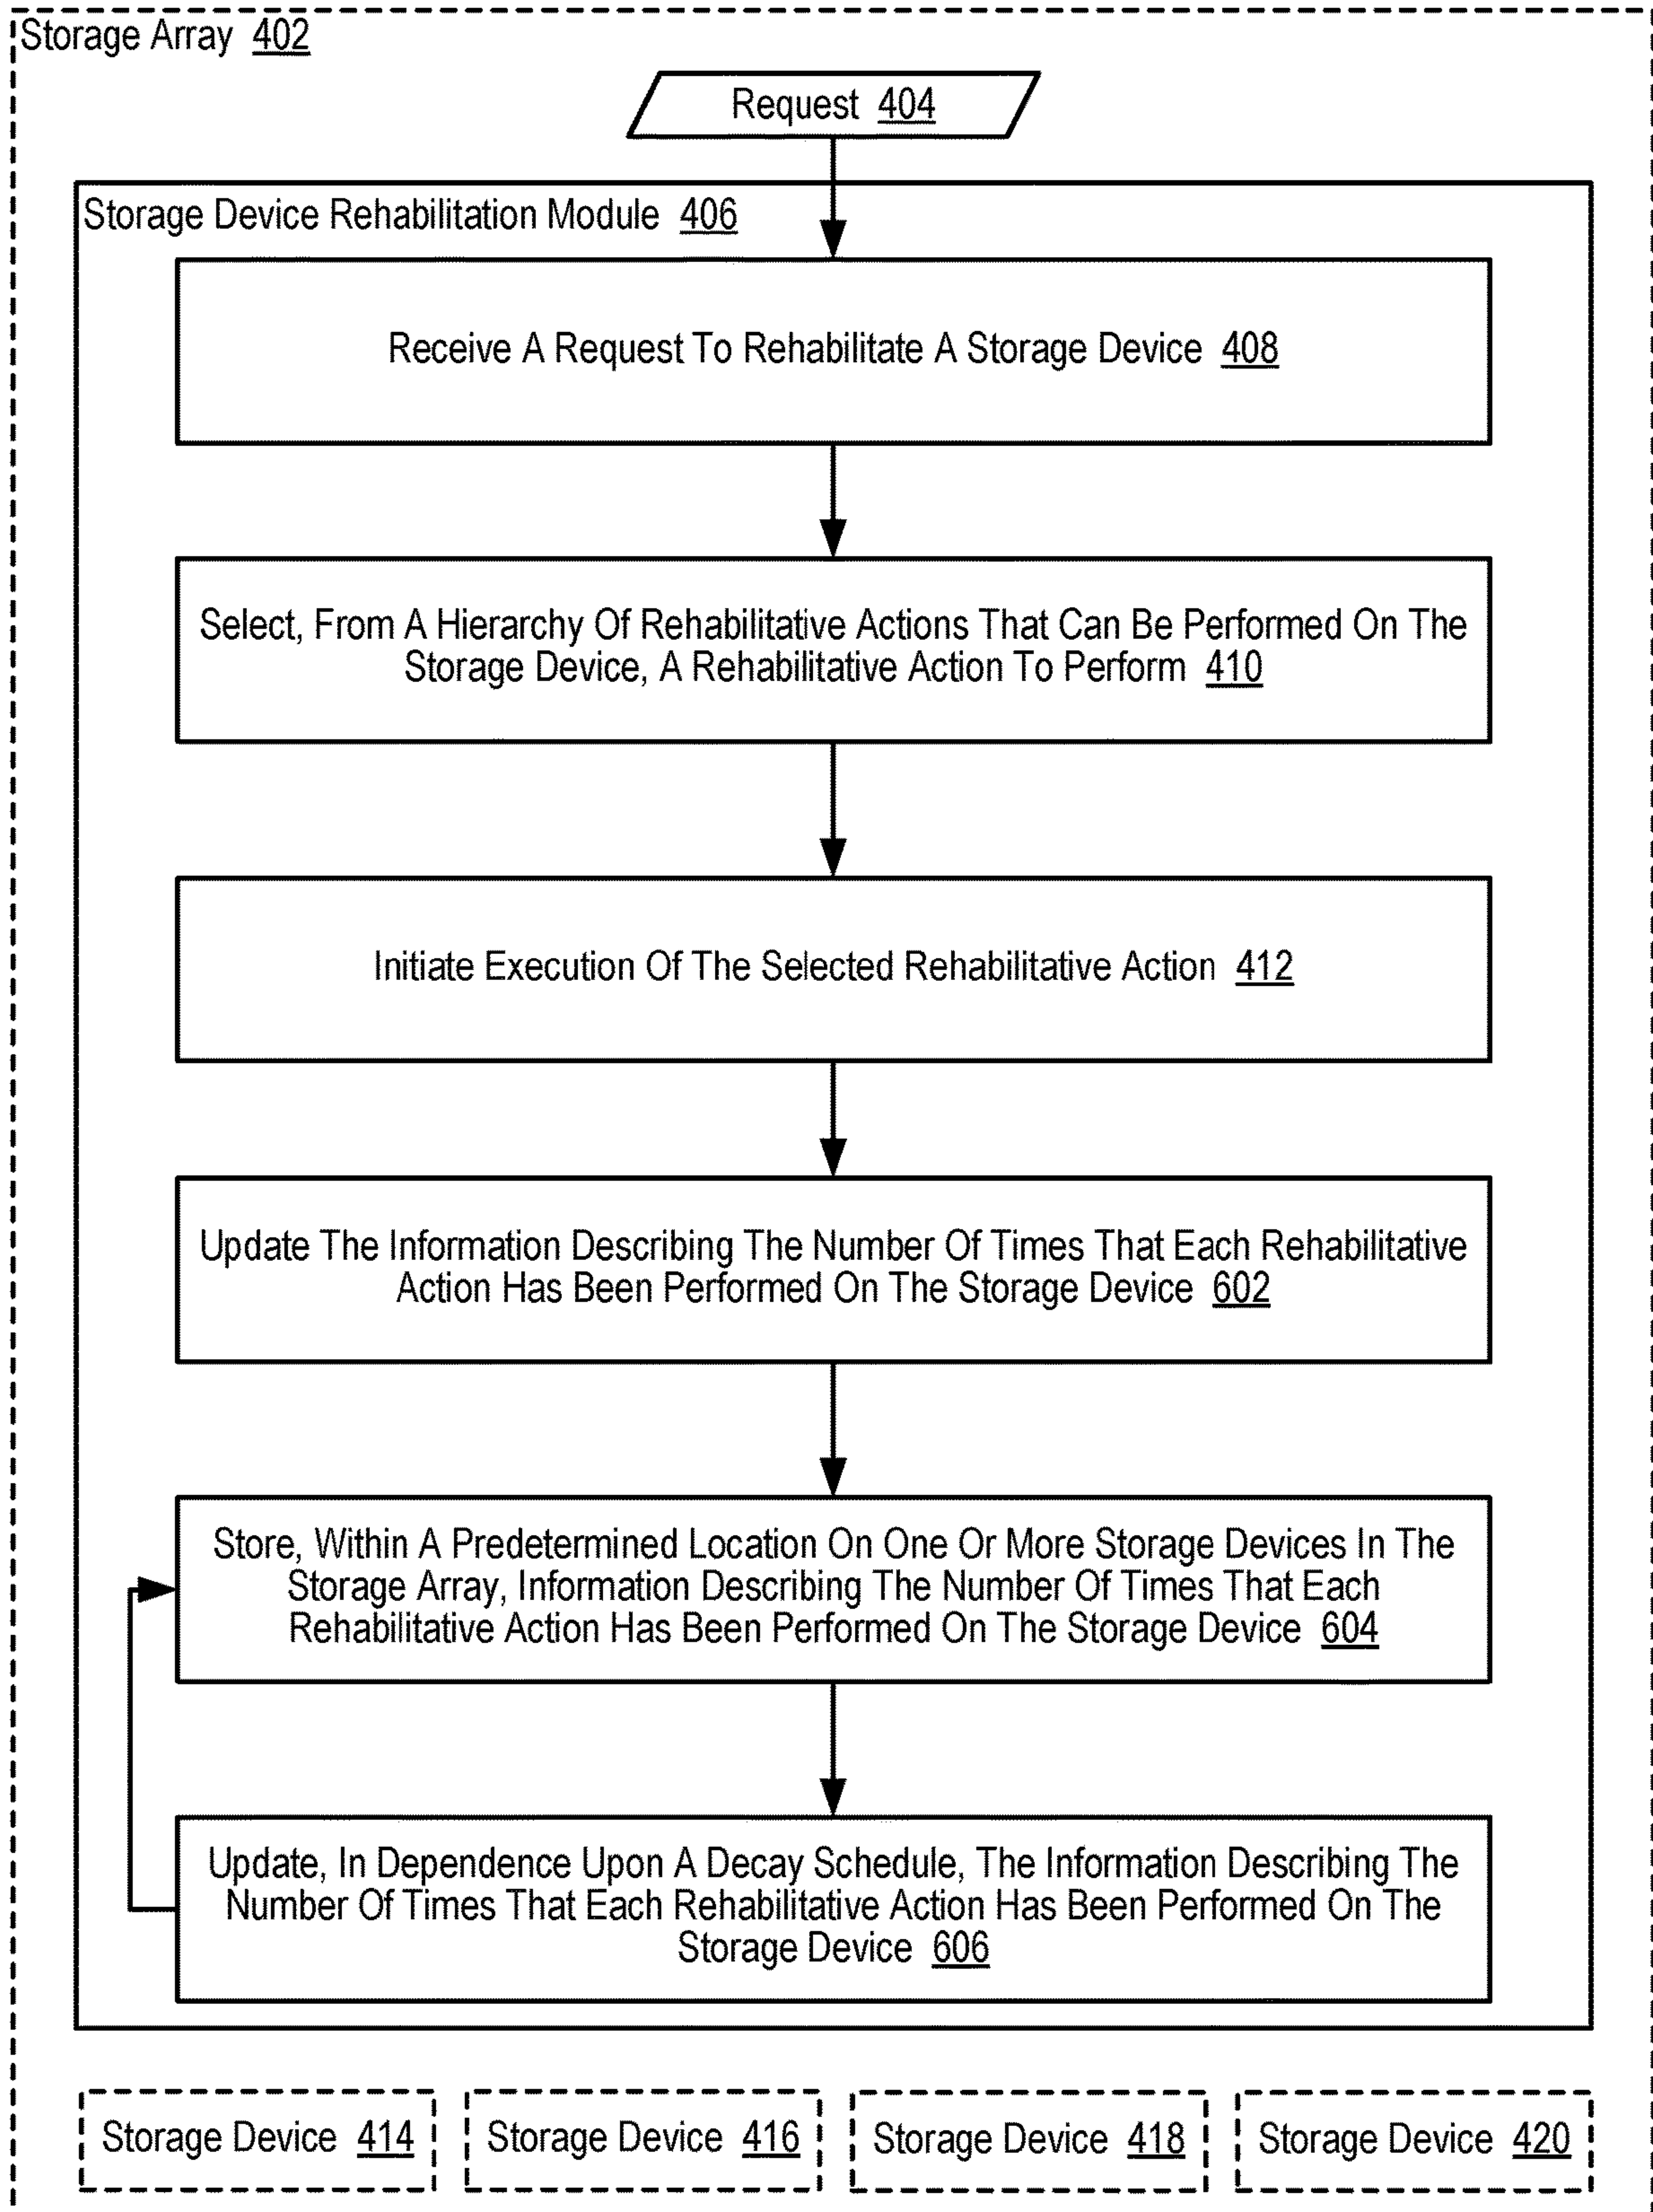 Storage Array 402
Request 404
Storage Device Rehabilitation Module 406
Receive A Request To Rehabilitate A Storage Device 408
Select, From A Hierarchy Of Rehabilitative Actions That Can Be Performed On The
Storage Device, A Rehabilitative Action To Perform 410
Initiate Execution Of The Selected Rehabilitative Action 412
Update The Information Describing The Number Of Times That Each Rehabilitative
Action Has Been Performed On The Storage Device 602
Store, Within A Predetermined Location On One Or More Storage Devices In The
Storage Array, Information Describing The Number Of Times That Each
Rehabilitative Action Has Been Performed On The Storage Device 604
Update, In Dependence Upon A Decay Schedule, The Information Describing The
Number Of Times That Each Rehabilitative Action Has Been Performed On The
Storage Device 606
Storage Device 414
Storage Device 416
Storage Device 418
Storage Device 420